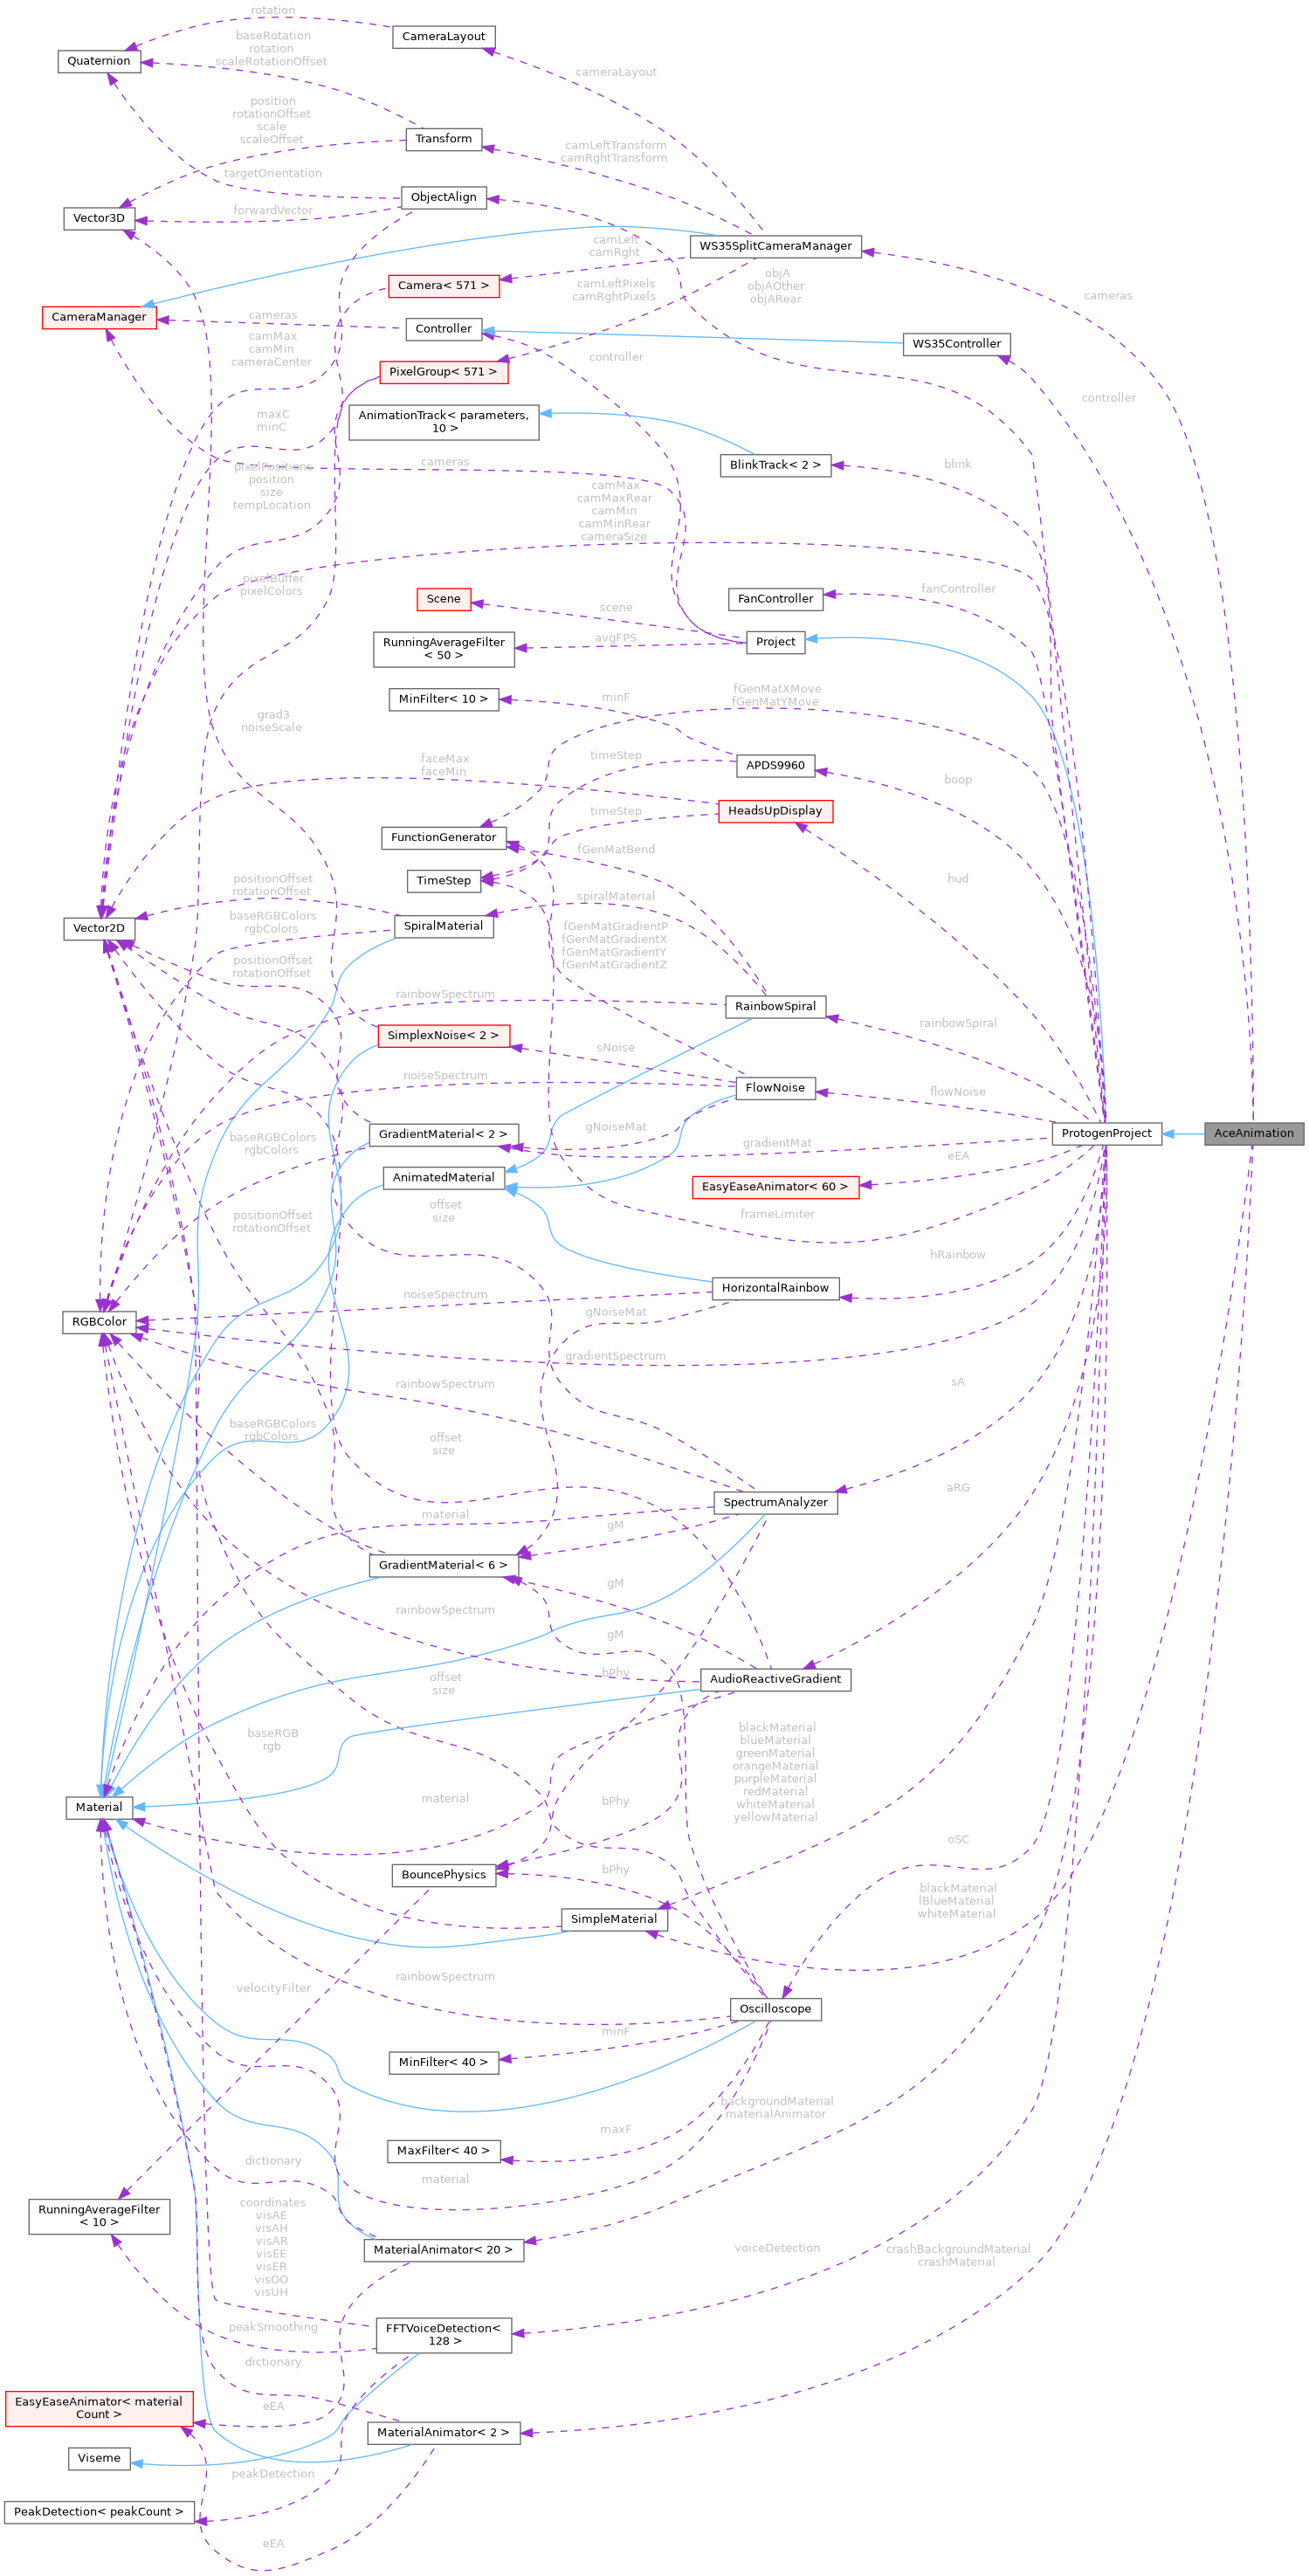 rotation
CameraLayout
baseRotation
rotation
scaleRotationOffset
Quaternion
cameraLayout
position
rotationOffset
scale
scaleOffset
Transform
camLeftTransform
camRghtTransform
targetOrientation
ObjectAlign
forwardVector
Vector3D
WS35SplitCameraManager
camLeft
camRght
objA
objAOther
objARear
Camera< 571 >
camLeftPixels
camRghtPixels
cameras
CameraManager
cameras
Controller
WS35Controller
camMax
camMin
cameraCenter
controller
PixelGroup< 571 >
controller
maxC
minC
AnimationTrack< parameters,
10 >
BlinkTrack< 2 >
blink
cameras
pixelPositions
position
size
tempLocation
camMax
camMaxRear
camMin
camMinRear
cameraSize
pixelBuffer
pixelColors
Scene
scene
FanController
fanController
RunningAverageFilter
< 50 >
avgFPS
Project
MinFilter< 10 >
minF
fGenMatXMove
fGenMatYMove
grad3
noiseScale
faceMax
faceMin
timeStep
APDS9960
boop
timeStep
HeadsUpDisplay
FunctionGenerator
fGenMatBend
TimeStep
hud
positionOffset
rotationOffset
spiralMaterial
Vector2D
baseRGBColors
rgbColors
SpiralMaterial
fGenMatGradientP
fGenMatGradientX
fGenMatGradientY
fGenMatGradientZ
positionOffset
rotationOffset
rainbowSpectrum
RainbowSpiral
rainbowSpiral
SimplexNoise< 2 >
sNoise
noiseSpectrum
FlowNoise
flowNoise
baseRGBColors
rgbColors
GradientMaterial< 2 >
gNoiseMat
gradientMat
ProtogenProject
AceAnimation
AnimatedMaterial
EasyEaseAnimator< 60 >
eEA
positionOffset
rotationOffset
offset
size
frameLimiter
hRainbow
noiseSpectrum
HorizontalRainbow
RGBColor
gNoiseMat
gradientSpectrum
rainbowSpectrum
sA
baseRGBColors
rgbColors
offset
size
SpectrumAnalyzer
aRG
material
gM
GradientMaterial< 6 >
gM
rainbowSpectrum
gM
bPhy
offset
size
AudioReactiveGradient
baseRGB
rgb
blackMaterial
blueMaterial
greenMaterial
orangeMaterial
purpleMaterial
redMaterial
whiteMaterial
yellowMaterial
Material
material
bPhy
oSC
BouncePhysics
bPhy
blackMaterial
lBlueMaterial
whiteMaterial
SimpleMaterial
velocityFilter
rainbowSpectrum
Oscilloscope
minF
MinFilter< 40 >
backgroundMaterial
materialAnimator
maxF
MaxFilter< 40 >
dictionary
material
RunningAverageFilter
< 10 >
coordinates
visAE
visAH
visAR
visEE
visER
visOO
visUH
MaterialAnimator< 20 >
voiceDetection
crashBackgroundMaterial
crashMaterial
peakSmoothing
FFTVoiceDetection<
128 >
dictionary
EasyEaseAnimator< material
Count >
eEA
MaterialAnimator< 2 >
Viseme
peakDetection
PeakDetection< peakCount >
eEA